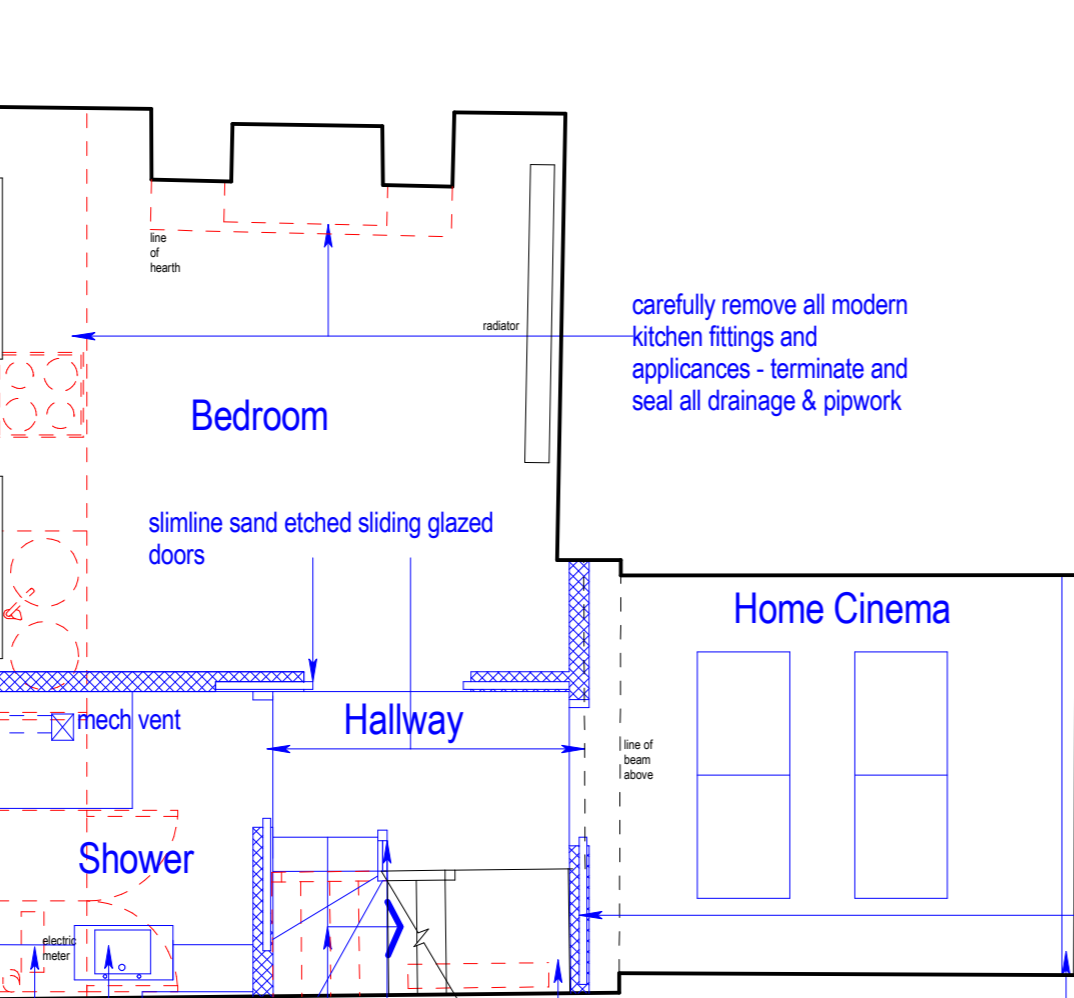 line
of
hearth
radiator
carefully remove all modern
kitchen fittings and
applicances - terminate and
seal all drainage & pipwork
Bedroom
slimline sand etched sliding glazed
doors
Home Cinema
mech vent
Hallway
line of
beam
above
Shower
electric
meter